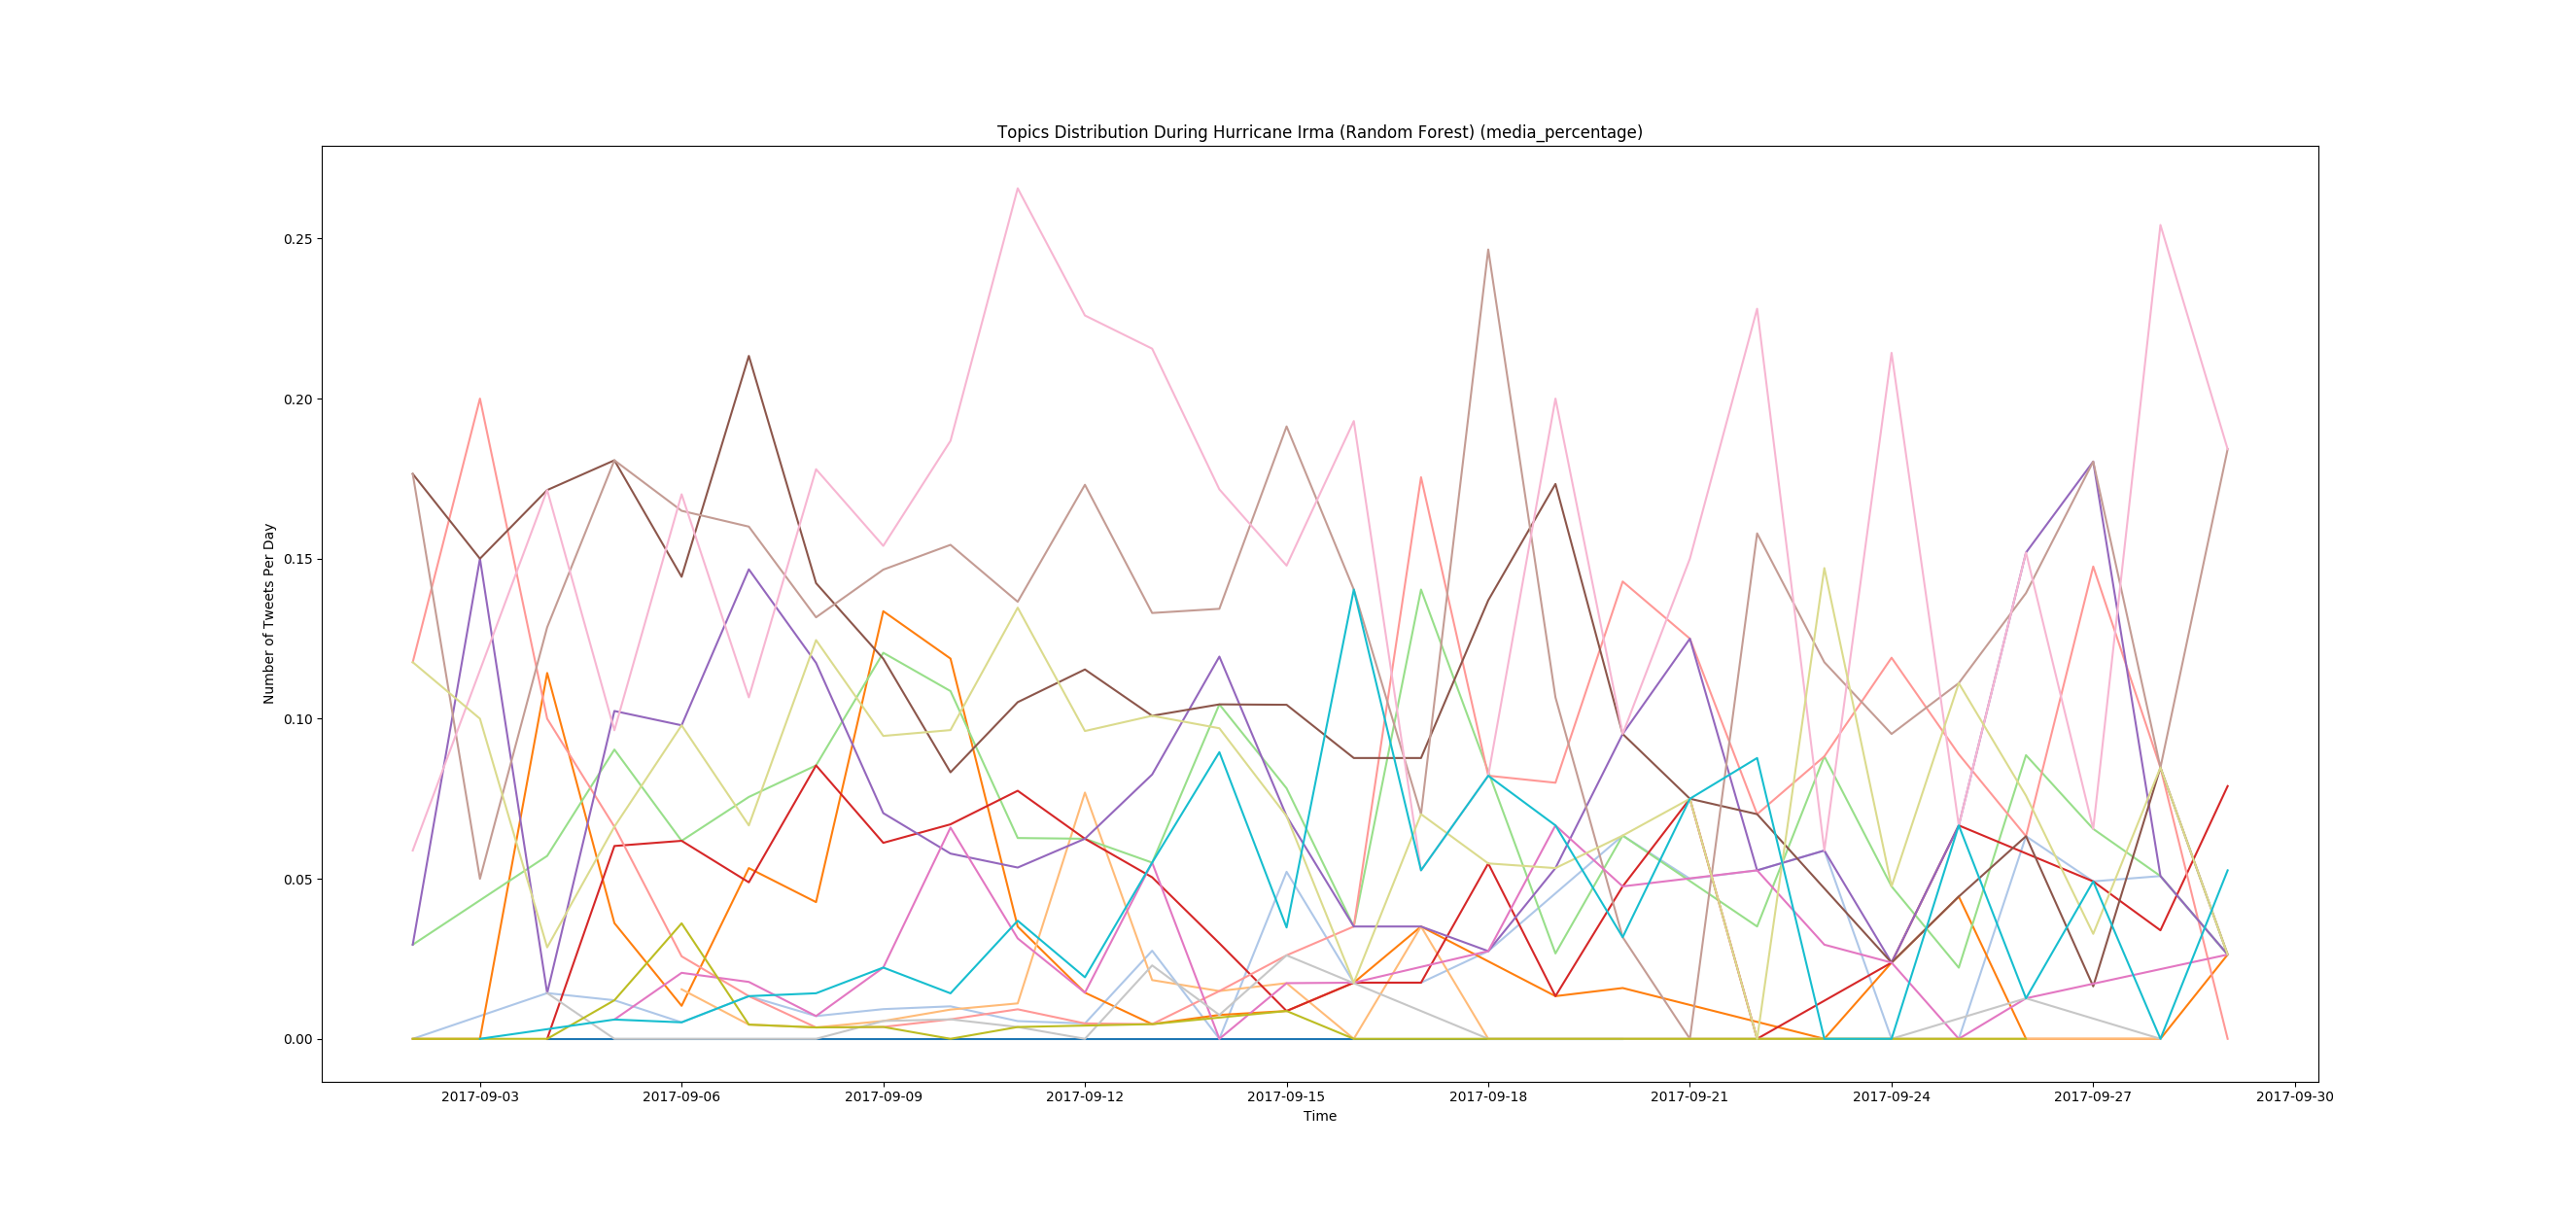 Topics Distribution During Hurricane Irma (Random Forest) (media_percentage)
Number of Tweets Per Day
0.25
0.20
0.15
0.10
0.05
0.00
2017-09-03 2017-09-06 2017-09-09 2017-09-12 2017-09-15 2017-09-18 2017-09-21 2017-09-24 2017-09-27 2017-09-30
Time